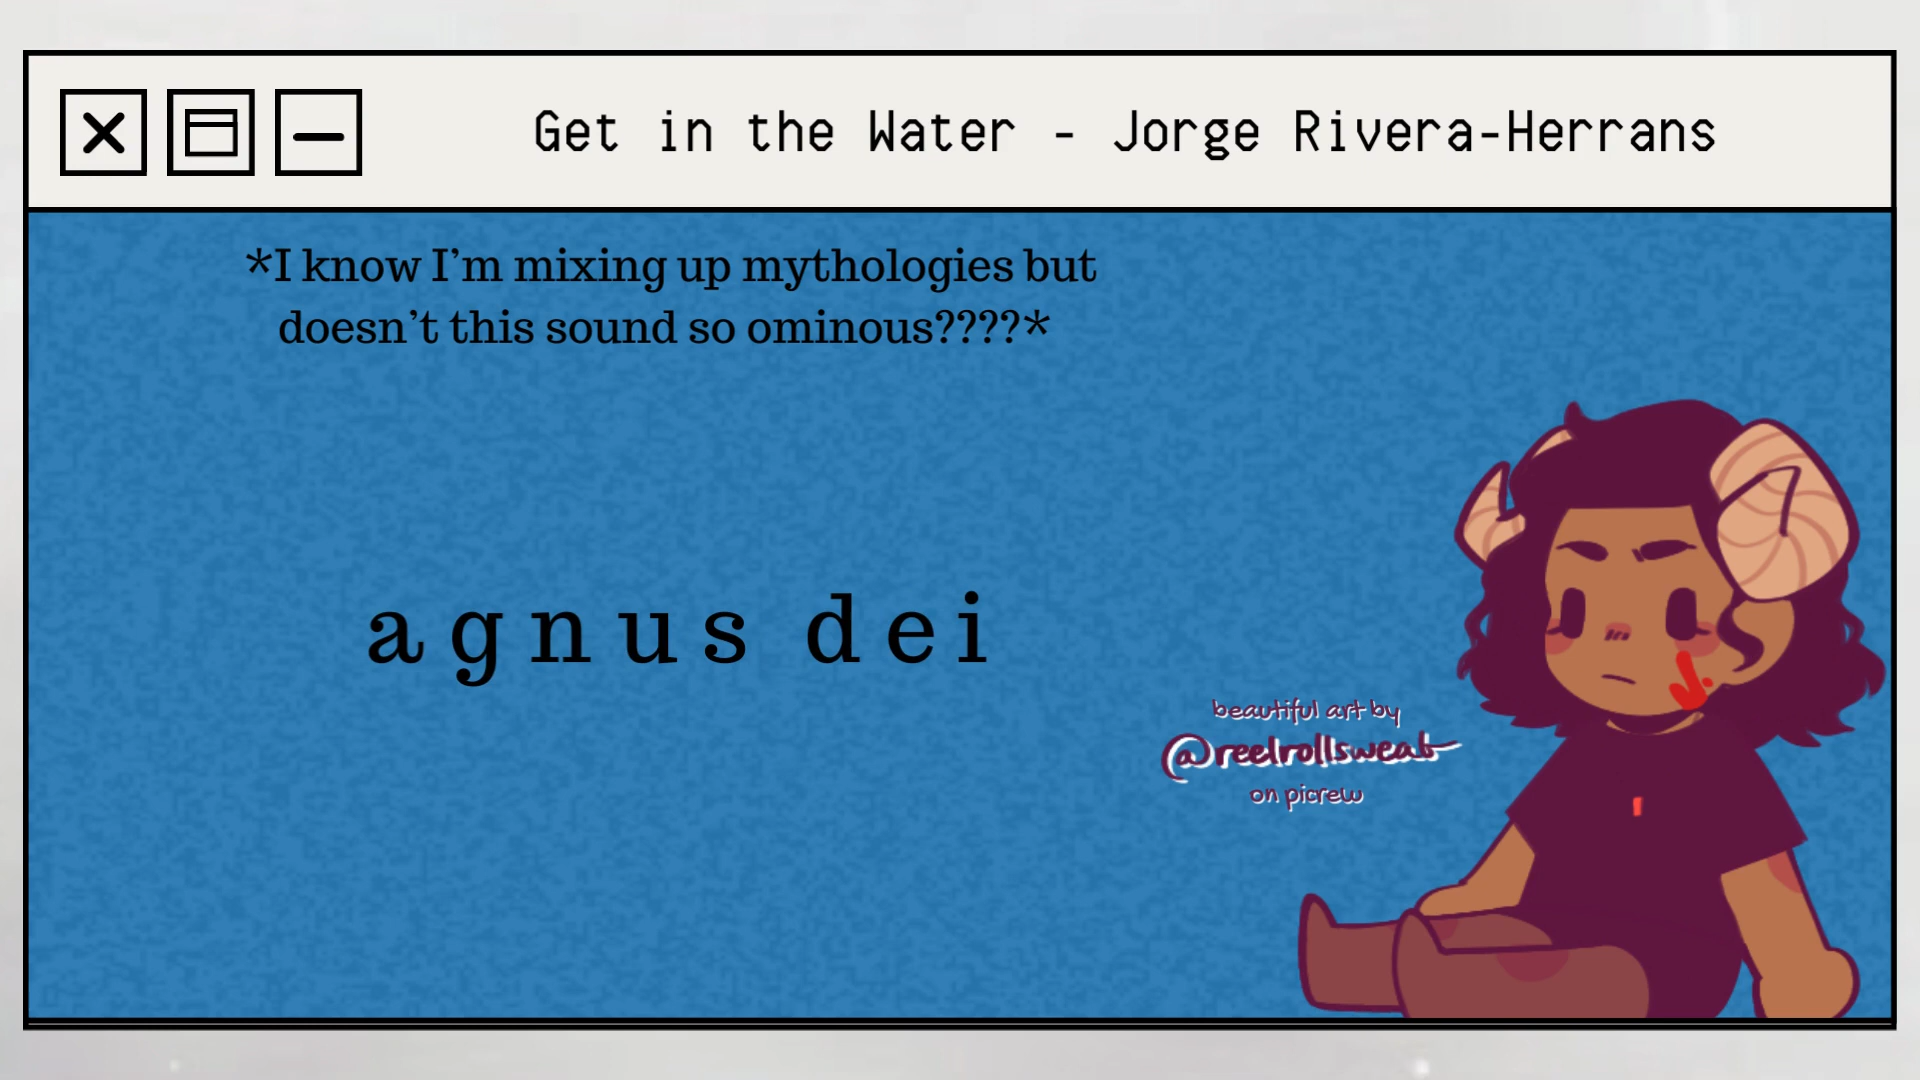 Get in the Water - Jorge Rivera-Herrans
*I know I’m mixing up mythologies but
doesn’t this sound so ominous????*
agnus dei
beautiful art by
@reelrollsweat
on picrew